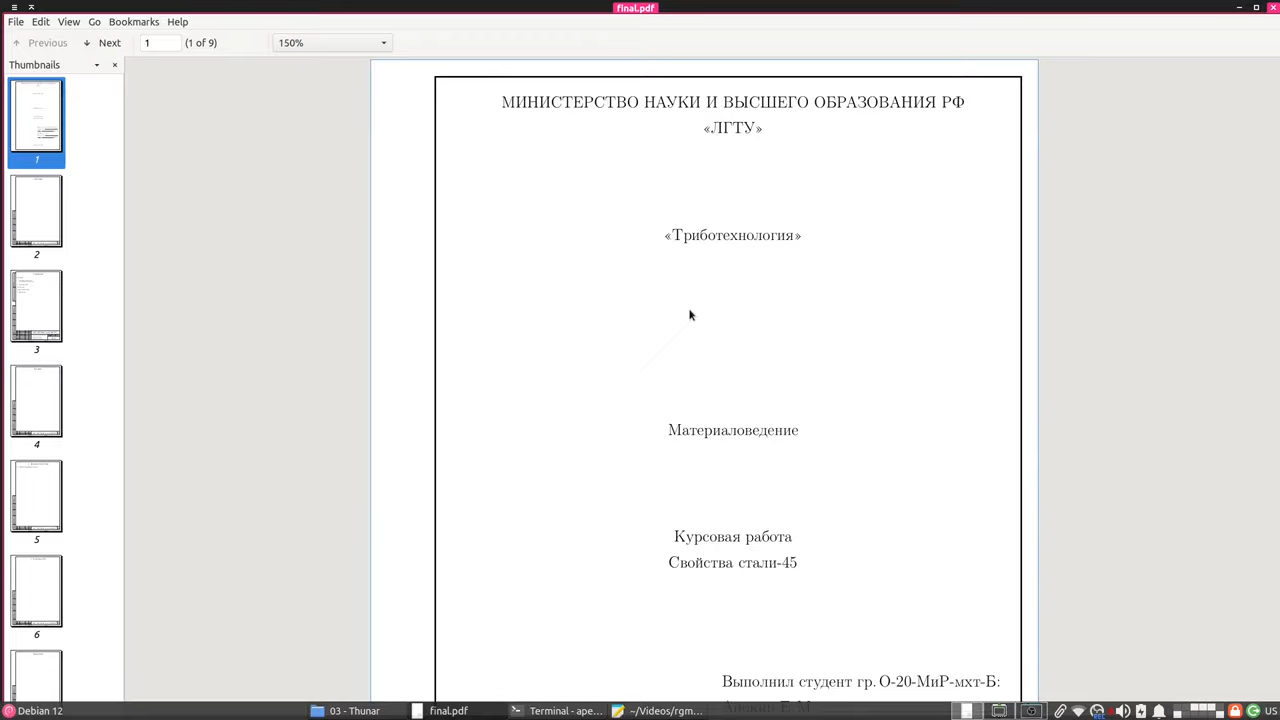 final.pdf
File Edit View Go Bookmarks Help
Previous Next 1 (1 of 9) 150%
Thumbnails
МИНИСТЕРСТВО НАУКИ И ВЫСШЕГО ОБРАЗОВАНИЯ РФ
«ЛГТУ»
1
«Триботехнология»
2
3
Материаловедение
4
Курсовая работа
5
Свойства стали-45
6
Выполнил студент гр. О-20-МиР-мхт-Б:
Debian 12 03 - Thunar final.pdf Terminal - ape... ~/Videos/rgm... US